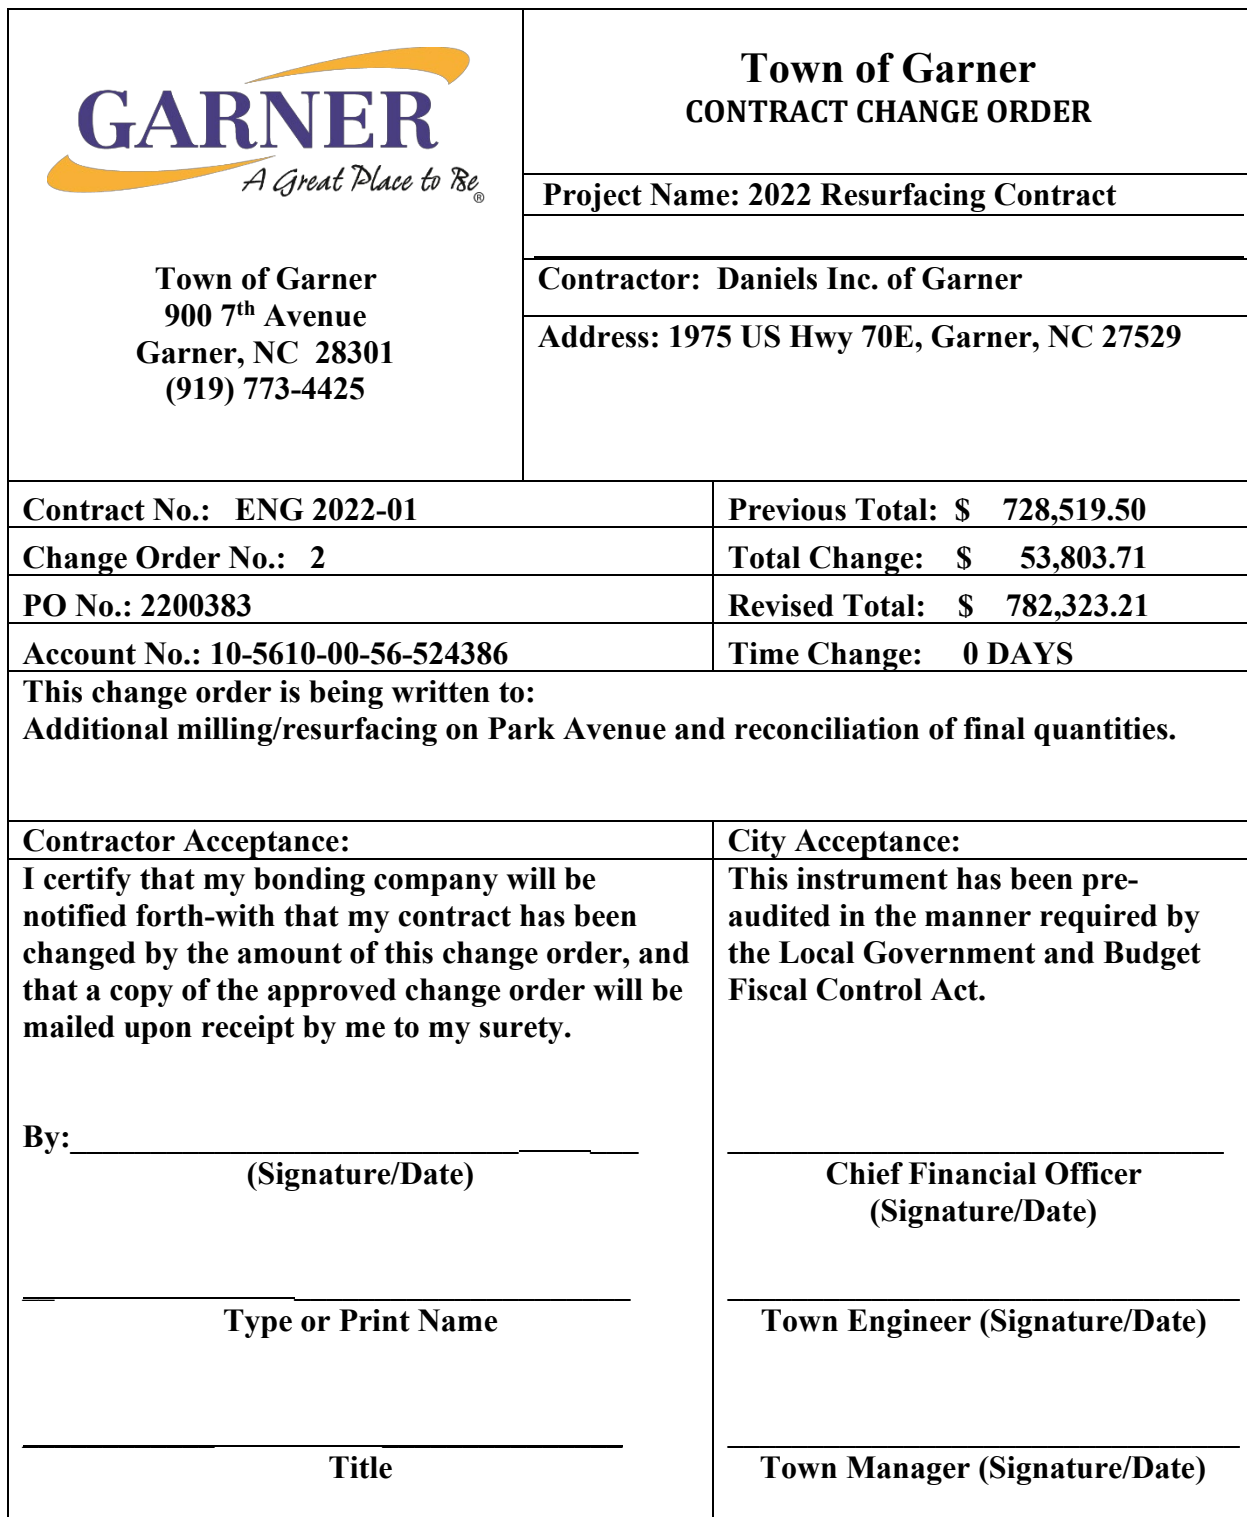 GARNER
A Great Place to Be
®
Town of Garner
900 7th Avenue
Garner, NC 28301
(919) 773-4425
Town of Garner
CONTRACT CHANGE ORDER
Project Name: 2022 Resurfacing Contract
Contractor: Daniels Inc. of Garner
Address: 1975 US Hwy 70E, Garner, NC 27529
Contract No.: ENG 2022-01
Previous Total: $ 728,519.50
Change Order No.: 2
Total Change: $ 53,803.71
PO No.: 2200383
Revised Total: $ 782,323.21
Account No.: 10-5610-00-56-524386
Time Change: 0 DAYS
This change order is being written to:
Additional milling/resurfacing on Park Avenue and reconciliation of final quantities.
Contractor Acceptance:
I certify that my bonding company will be
notified forth-with that my contract has been
changed by the amount of this change order, and
that a copy of the approved change order will be
mailed upon receipt by me to my surety.
By:
(Signature/Date)
Type or Print Name
Title
City Acceptance:
This instrument has been pre-
audited in the manner required by
the Local Government and Budget
Fiscal Control Act.
Chief Financial Officer
(Signature/Date)
Town Engineer (Signature/Date)
Town Manager (Signature/Date)